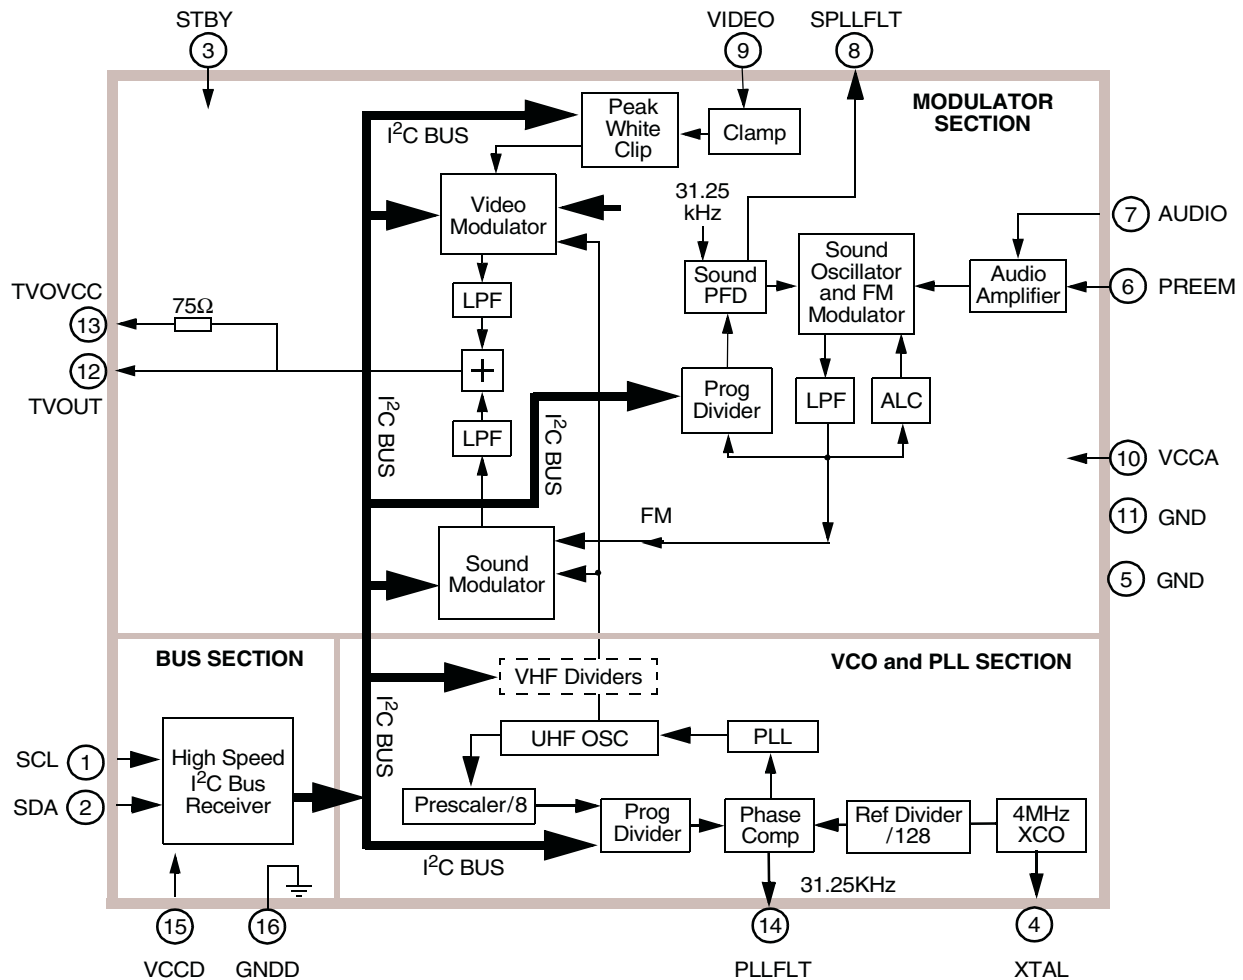 STBY
3
VIDEO
9
SPLLFLT
8
MODULATOR
SECTION
I²C BUS
Peak
White
Clip
Clamp
Video
Modulator
31.25
kHz
7
AUDIO
Sound
PFD
Sound
Oscillator
and FM
Modulator
Audio
Amplifier
6
PREEM
TVOVCC
13
75Ω
LPF
12
TVOUT
+
LPF
I²C BUS
I²C BUS
Prog
Divider
LPF
ALC
10
VCCA
11
GND
FM
Sound
Modulator
5
GND
BUS SECTION
VCO and PLL SECTION
VHF Dividers
I²C BUS
UHF OSC
PLL
SCL
1
SDA
2
High Speed
I²C Bus
Receiver
Prescaler/8
Prog
Divider
Phase
Comp
Ref Divider
/128
4MHz
XCO
I²C BUS
31.25KHz
15
VCCD
16
GNDD
14
PLLFLT
4
XTAL